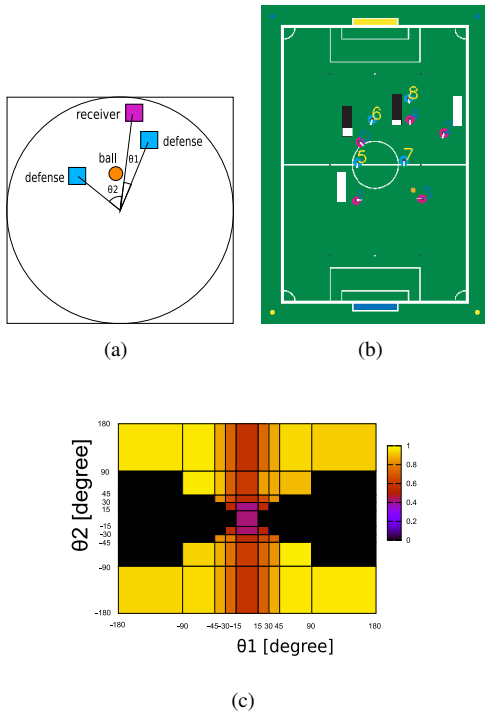 receiver
defense
ball
θ1
defense
θ2
(a)
8
6
5
7
(b)
θ2 [degree]
180
90
45
30
15
-15
-30
-45
-90
-180
-180 -90 -45 -30 -15 15 30 45 90 180
θ1 [degree]
1
0.8
0.6
0.4
0.2
0
(c)